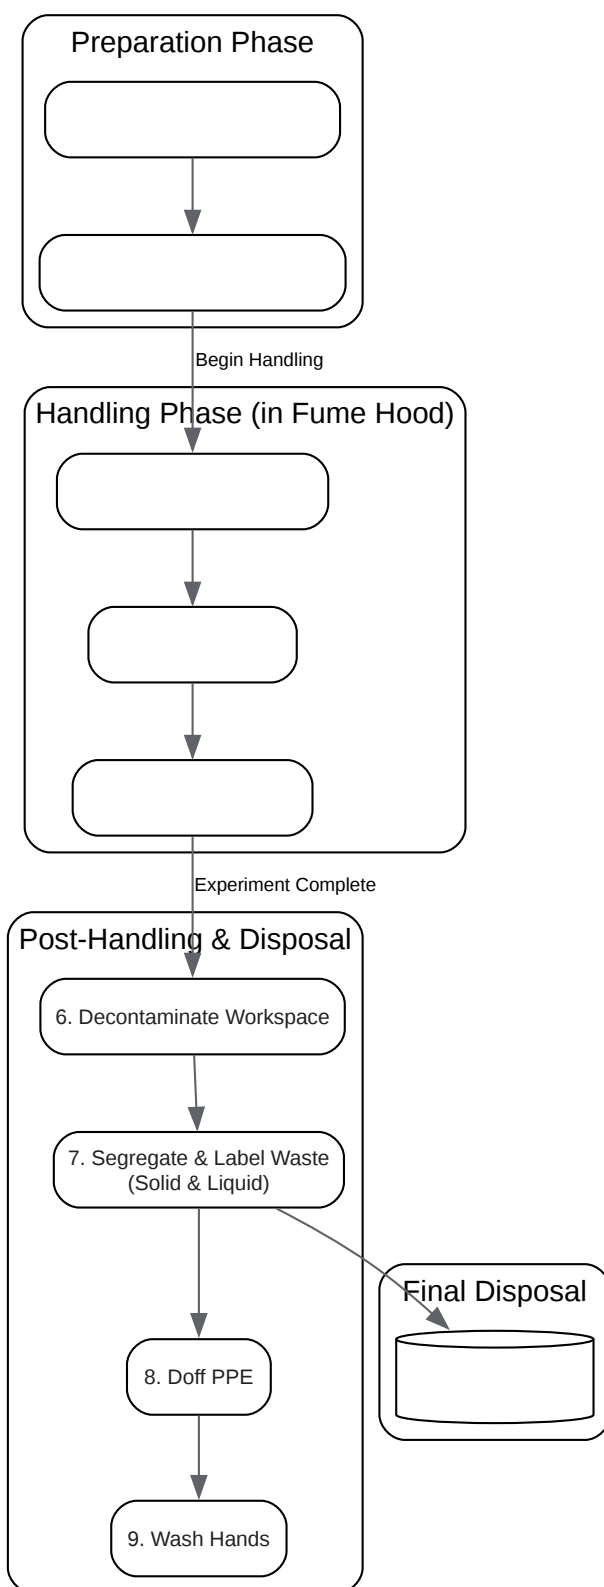 Preparation Phase
Begin Handling
Handling Phase (in Fume Hood)
Experiment Complete
Post-Handling & Disposal
6. Decontaminate Workspace
7. Segregate & Label Waste
(Solid & Liquid)
Final Disposal
8. Doff PPE
9. Wash Hands